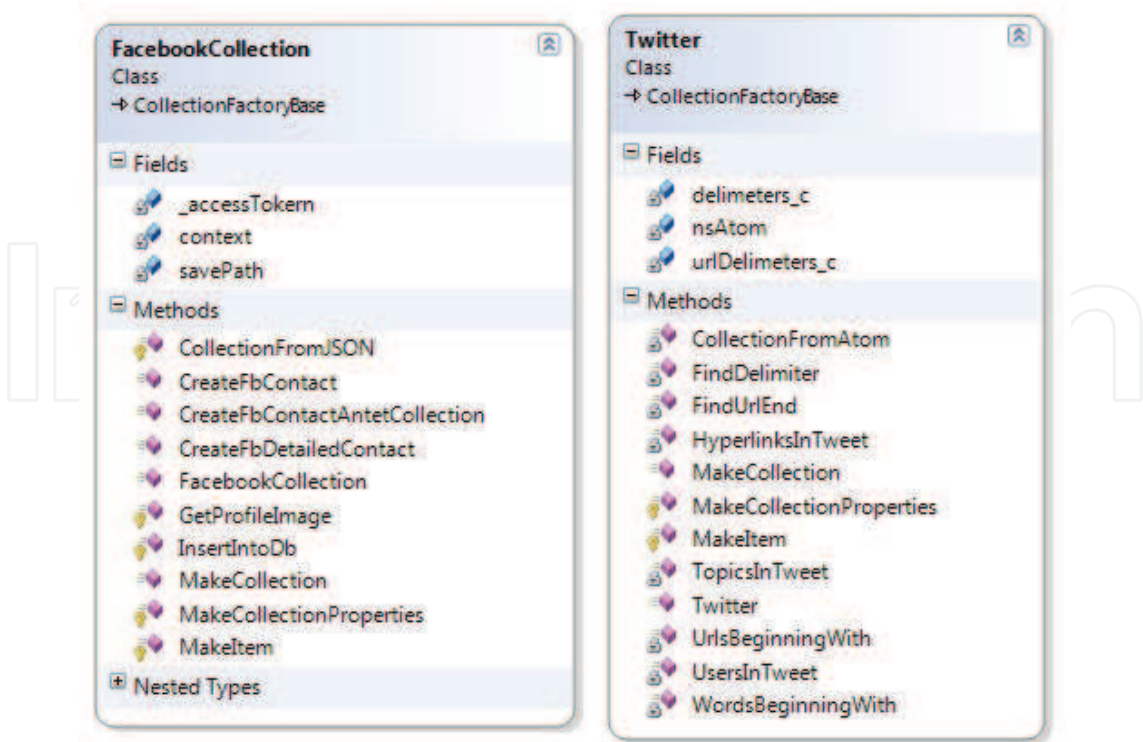 FacebookCollection
Class
CollectionFactoryBase
Fields
_accessTokern
context
savePath
Methods
CollectionFromJSON
CreateFbContact
CreateFbContactAntetCollection
CreateFbDetailedContact
FacebookCollection
GetProfileImage
InsertIntoDb
MakeCollection
MakeCollectionProperties
MakeItem
Nested Types
Twitter
Class
CollectionFactoryBase
Fields
delimeters_c
nsAtom
urlDelimeters_c
Methods
CollectionFromAtom
FindDelimiter
FindUrlEnd
HyperlinksInTweet
MakeCollection
MakeCollectionProperties
MakeItem
TopicsInTweet
Twitter
UrlsBeginningWith
UsersInTweet
WordsBeginningWith